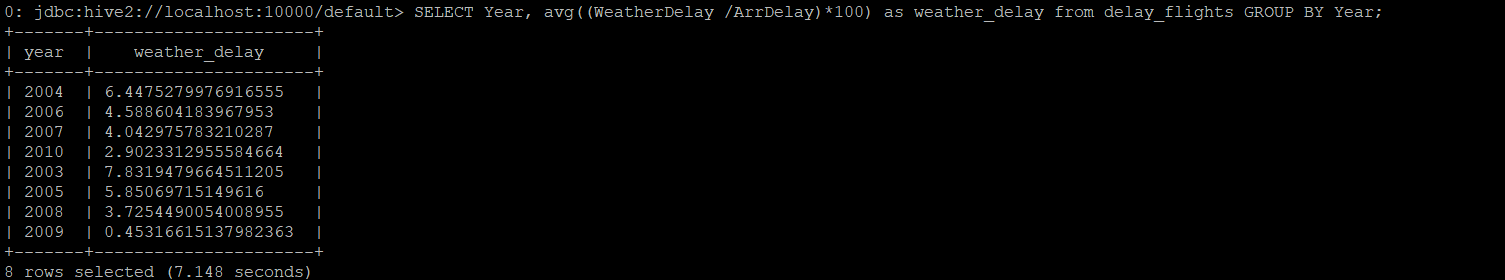 0: jdbc:hive2://localhost:10000/default> SELECT Year, avg((WeatherDelay /ArrDelay)*100) as weather_delay from delay_flights GROUP BY Year;
+-------+----------------------+
| year  |    weather_delay     |
+-------+----------------------+
| 2004  | 6.4475279976916555   |
| 2006  | 4.588604183967953    |
| 2007  | 4.042975783210287    |
| 2010  | 2.9023312955584664   |
| 2003  | 7.8319479664511205   |
| 2005  | 5.85069715149616     |
| 2008  | 3.7254490054008955   |
| 2009  | 0.45316615137982363  |
+-------+----------------------+
8 rows selected (7.148 seconds)